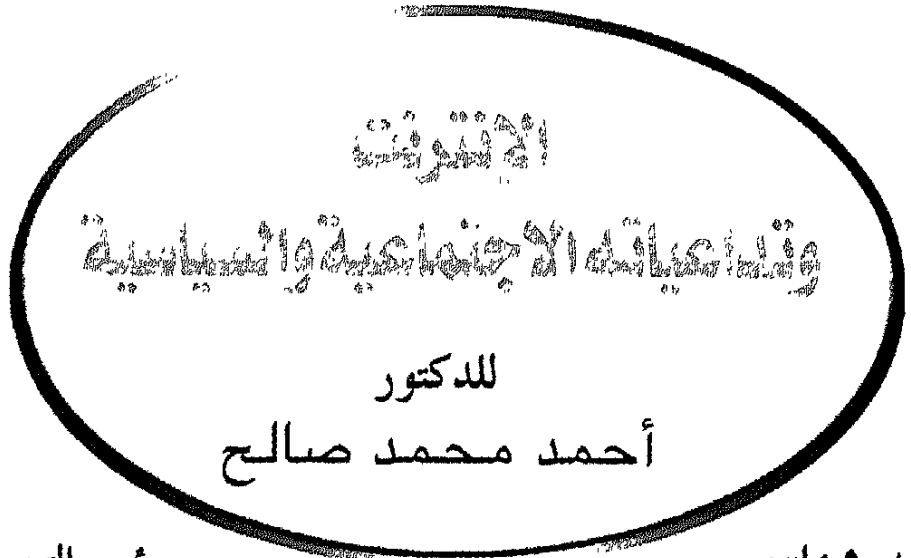 الإنترنت
وتداعياته الاجتماعية والسياسية
للدكتور
أحمد محمد صالح